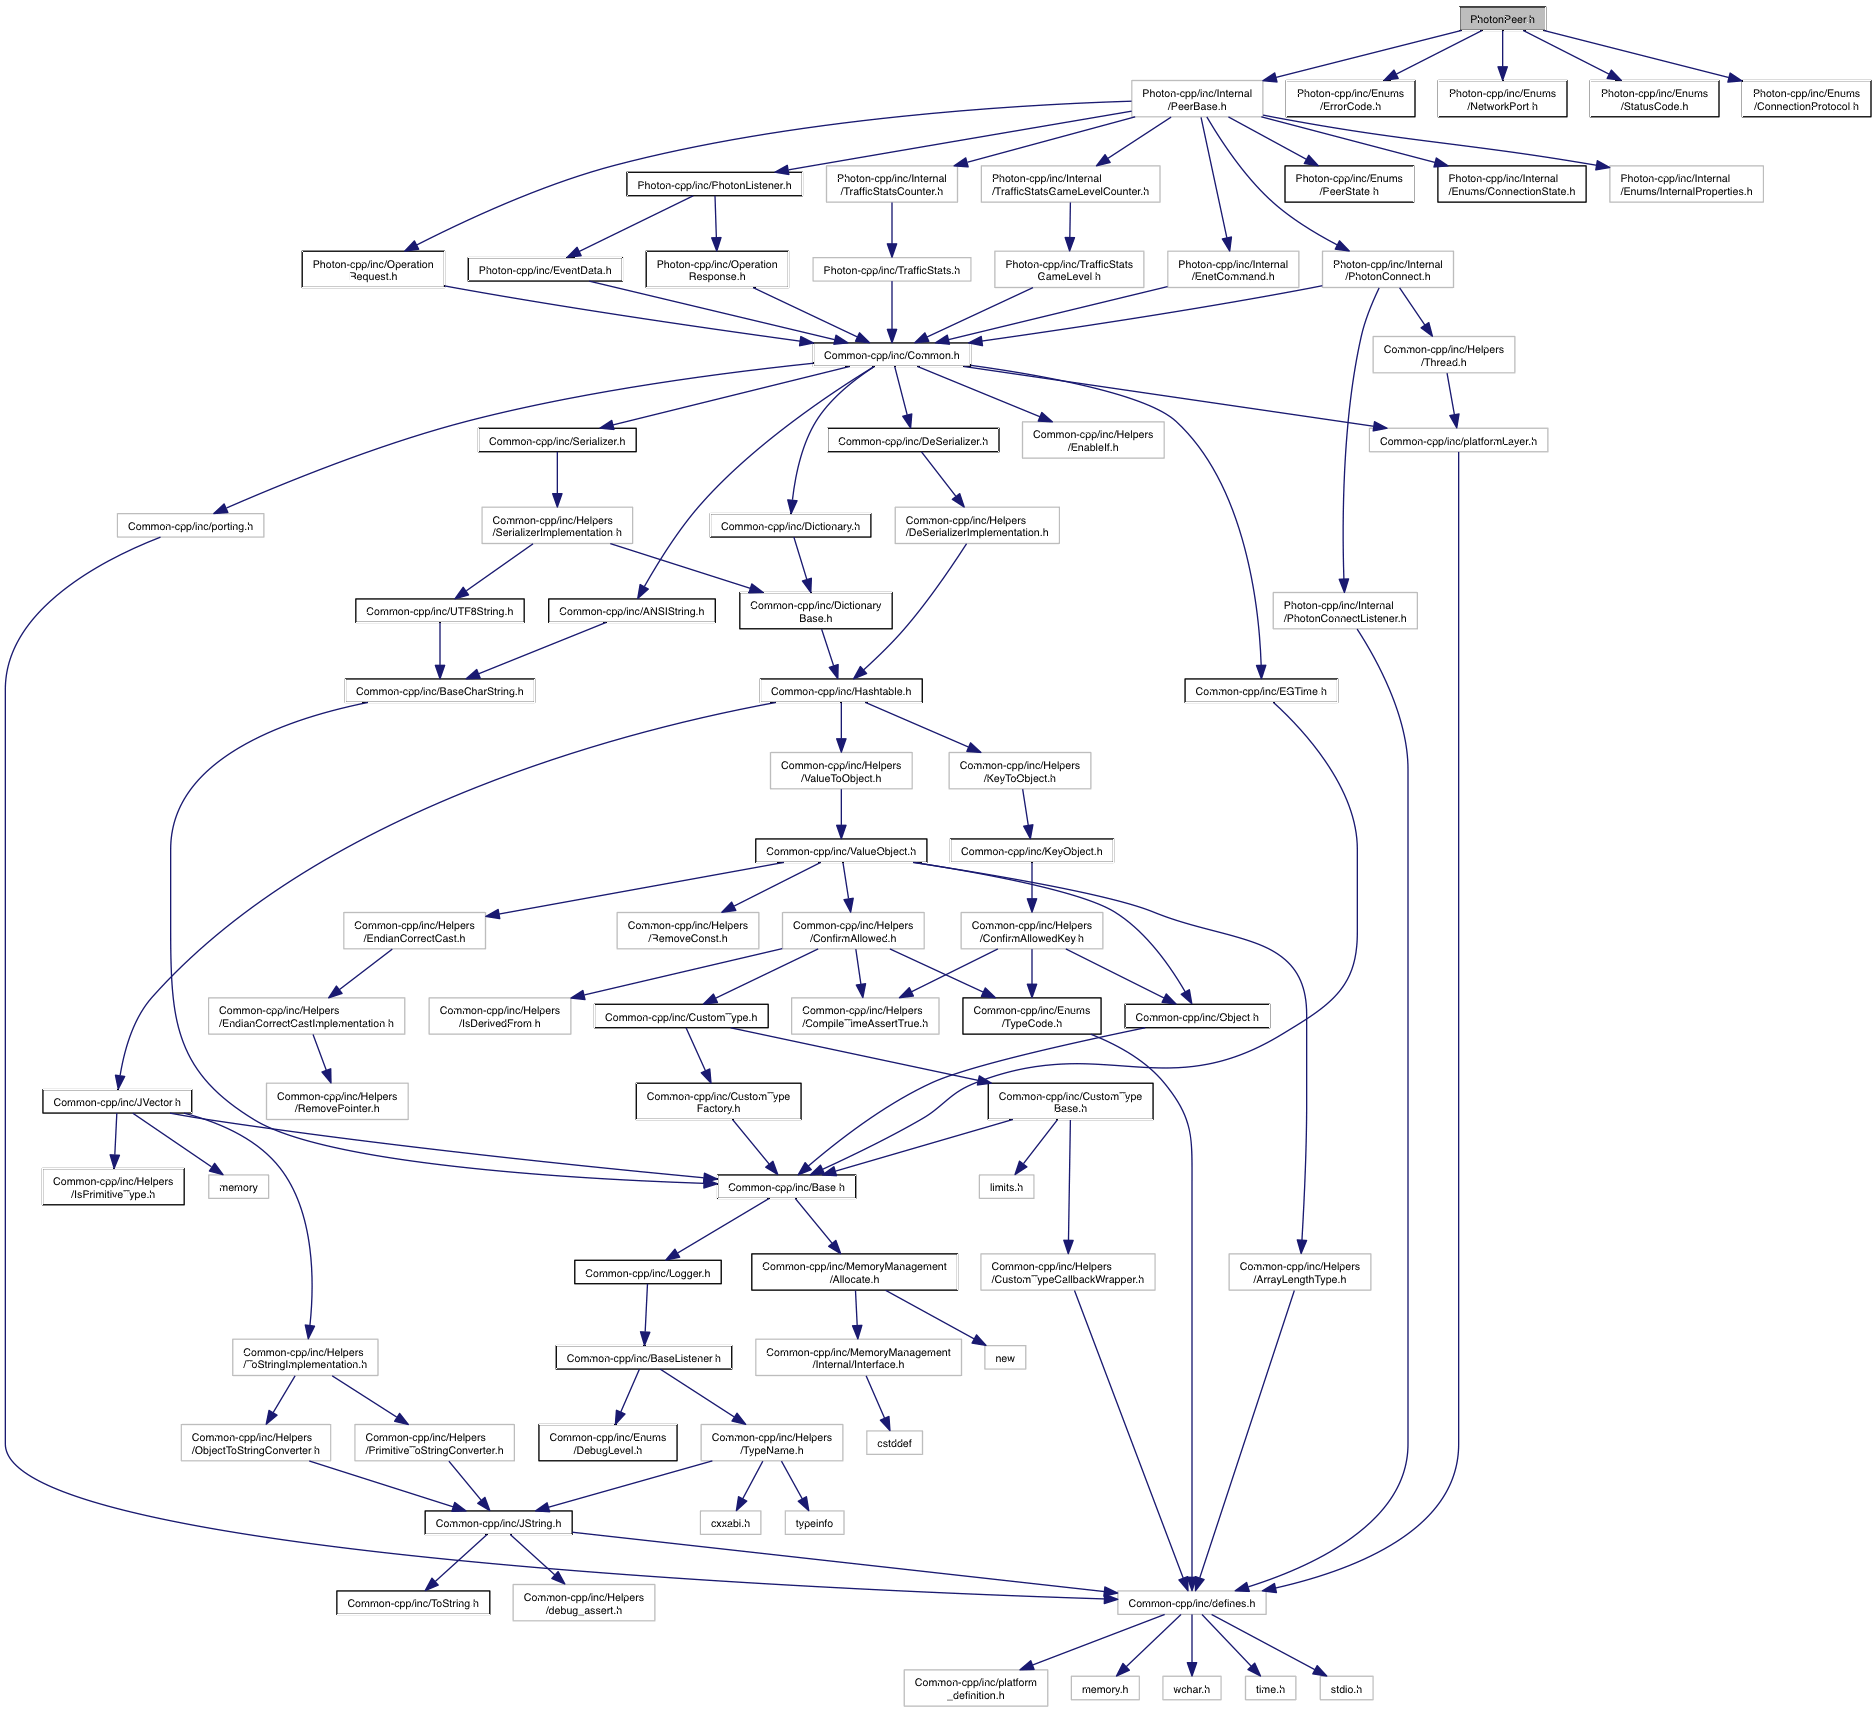 PhotonPeer.h
Photon-cpp/inc/Internal
/PeerBase.h
Photon-cpp/inc/Enums
/ErrorCode.h
Photon-cpp/inc/Enums
/NetworkPort.h
Photon-cpp/inc/Enums
/StatusCode.h
Photon-cpp/inc/Enums
/ConnectionProtocol.h
Photon-cpp/inc/PhotonListener.h
Photon-cpp/inc/Internal
/TrafficStatsCounter.h
Photon-cpp/inc/Internal
/TrafficStatsGameLevelCounter.h
Photon-cpp/inc/Enums
/PeerState.h
Photon-cpp/inc/Internal
/Enums/ConnectionState.h
Photon-cpp/inc/Internal
/Enums/InternalProperties.h
Photon-cpp/inc/Operation
Request.h
Photon-cpp/inc/EventData.h
Photon-cpp/inc/Operation
Response.h
Photon-cpp/inc/TrafficStats.h
Photon-cpp/inc/TrafficStats
GameLevel.h
Photon-cpp/inc/Internal
/EnetCommand.h
Photon-cpp/inc/Internal
/PhotonConnect.h
Common-cpp/inc/Common.h
Common-cpp/inc/Helpers
/Thread.h
Common-cpp/inc/Serializer.h
Common-cpp/inc/DeSerializer.h
Common-cpp/inc/Helpers
/EnableIf.h
Common-cpp/inc/platformLayer.h
Common-cpp/inc/porting.h
Common-cpp/inc/Helpers
/SerializerImplementation.h
Common-cpp/inc/Dictionary.h
Common-cpp/inc/Helpers
/DeSerializerImplementation.h
Common-cpp/inc/UTF8String.h
Common-cpp/inc/ANSIString.h
Common-cpp/inc/Dictionary
Base.h
Photon-cpp/inc/Internal
/PhotonConnectListener.h
Common-cpp/inc/BaseCharString.h
Common-cpp/inc/Hashtable.h
Common-cpp/inc/EGTime.h
Common-cpp/inc/Helpers
/ValueToObject.h
Common-cpp/inc/Helpers
/KeyToObject.h
Common-cpp/inc/ValueObject.h
Common-cpp/inc/KeyObject.h
Common-cpp/inc/Helpers
/EndianCorrectCast.h
Common-cpp/inc/Helpers
/RemoveConst.h
Common-cpp/inc/Helpers
/ConfirmAllowed.h
Common-cpp/inc/Helpers
/ConfirmAllowedKey.h
Common-cpp/inc/Helpers
/EndianCorrectCastImplementation.h
Common-cpp/inc/Helpers
/IsDerivedFrom.h
Common-cpp/inc/CustomType.h
Common-cpp/inc/Helpers
/CompileTimeAssertTrue.h
Common-cpp/inc/Enums
/TypeCode.h
Common-cpp/inc/Object.h
Common-cpp/inc/JVector.h
Common-cpp/inc/Helpers
/RemovePointer.h
Common-cpp/inc/CustomType
Factory.h
Common-cpp/inc/CustomType
Base.h
Common-cpp/inc/Helpers
/IsPrimitiveType.h
memory
Common-cpp/inc/Base.h
limits.h
Common-cpp/inc/Logger.h
Common-cpp/inc/MemoryManagement
/Allocate.h
Common-cpp/inc/Helpers
/CustomTypeCallbackWrapper.h
Common-cpp/inc/Helpers
/ArrayLengthType.h
Common-cpp/inc/Helpers
/ToStringImplementation.h
Common-cpp/inc/BaseListener.h
Common-cpp/inc/MemoryManagement
/Internal/Interface.h
new
Common-cpp/inc/Helpers
/ObjectToStringConverter.h
Common-cpp/inc/Helpers
/PrimitiveToStringConverter.h
Common-cpp/inc/Enums
/DebugLevel.h
Common-cpp/inc/Helpers
/TypeName.h
cstddef
Common-cpp/inc/JString.h
cxxabi.h
typeinfo
Common-cpp/inc/ToString.h
Common-cpp/inc/Helpers
/debug_assert.h
Common-cpp/inc/defines.h
Common-cpp/inc/platform
_definition.h
memory.h
wchar.h
time.h
stdio.h